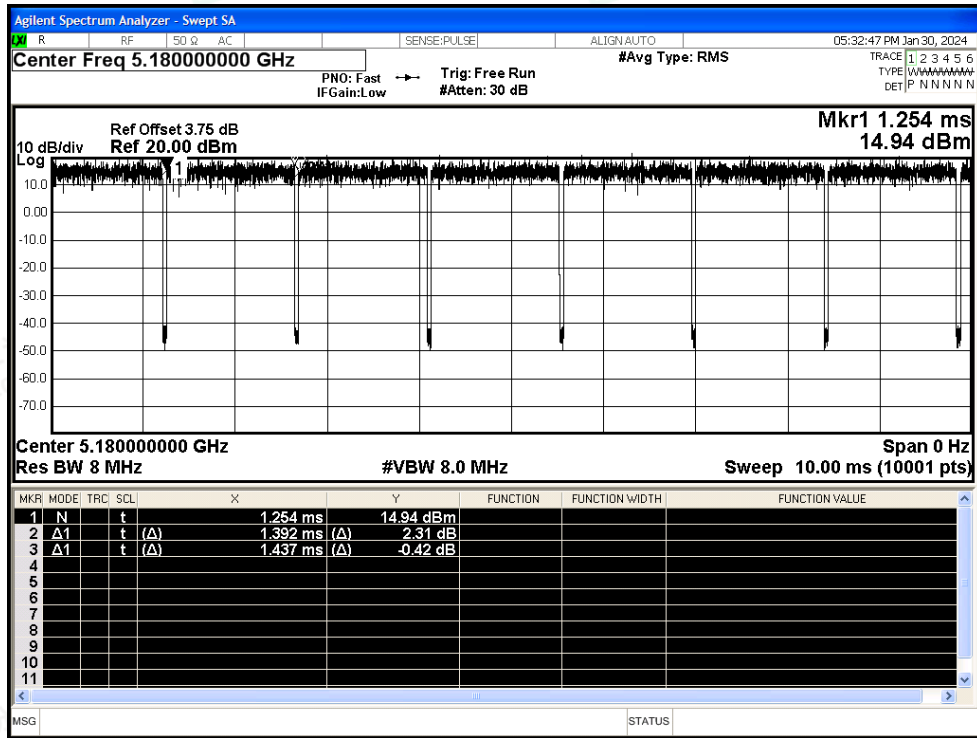 Agilent Spectrum Analyzer - Swept SA
LXI R RF 50 Ω AC SENSE:PULSE ALIGN AUTO 05:32:47 PM Jan 30, 2024
Center Freq 5.180000000 GHz
PNO: Fast
IFGain:Low
Trig: Free Run
#Atten: 30 dB
#Avg Type: RMS
TRACE 1 2 3 4 5 6
TYPE
DET P N N N N N
Mkr1 1.254 ms
14.94 dBm
Ref Offset 3.75 dB
10 dB/div Ref 20.00 dBm
Log
1
10.0
0.00
-10.0
-20.0
-30.0
-40.0
-50.0
-60.0
-70.0
Center 5.180000000 GHz Span 0 Hz
Res BW 8 MHz #VBW 8.0 MHz Sweep 10.00 ms (10001 pts)
MKR MODE TRC SCL X Y FUNCTION FUNCTION WIDTH FUNCTION VALUE
1 N t 1.254 ms 14.94 dBm
2 Δ1 t (Δ) 1.392 ms (Δ) 2.31 dB
3 Δ1 t (Δ) 1.437 ms (Δ) -0.42 dB
4
5
6
7
8
9
10
11
MSG STATUS